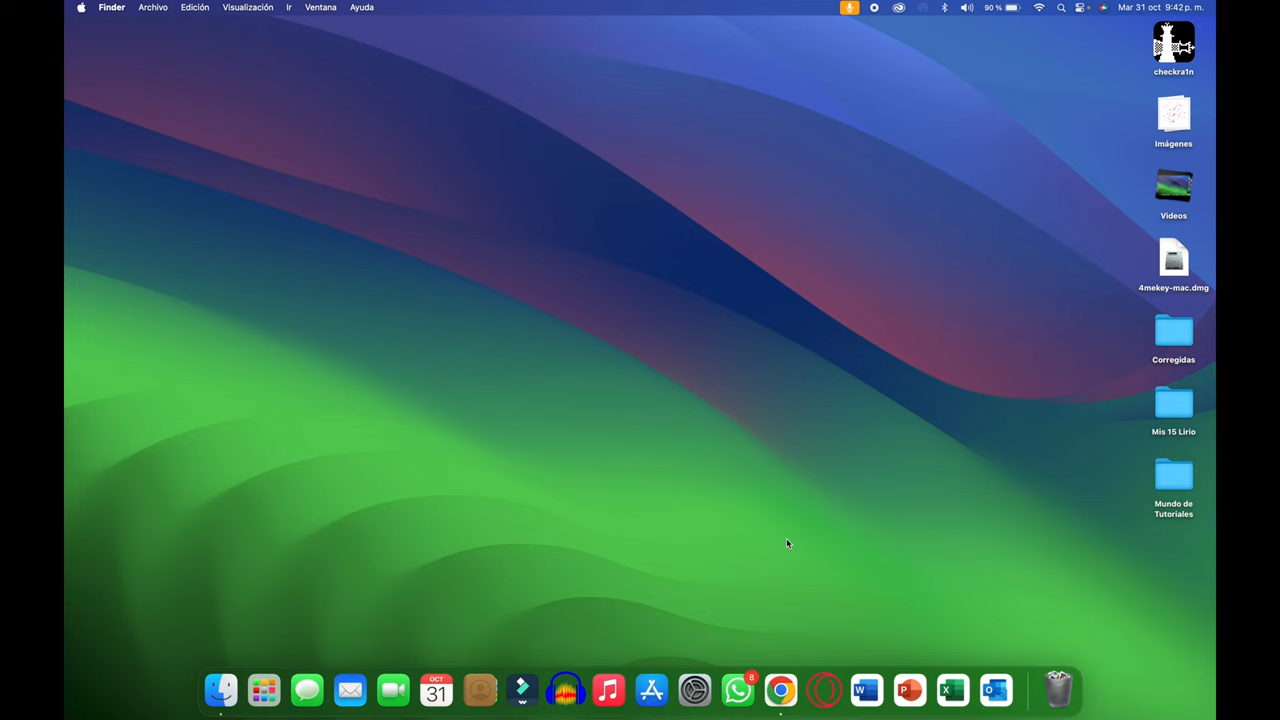 Finder Archivo Edición Visualización Ir Ventana Ayuda 90 % Mar 31 oct 9:42 p. m.
checkra1n
Imágenes
Videos
4mekey-mac.dmg
Corregidas
Mis 15 Lirio
Mundo de
Tutoriales
OCT
31
8